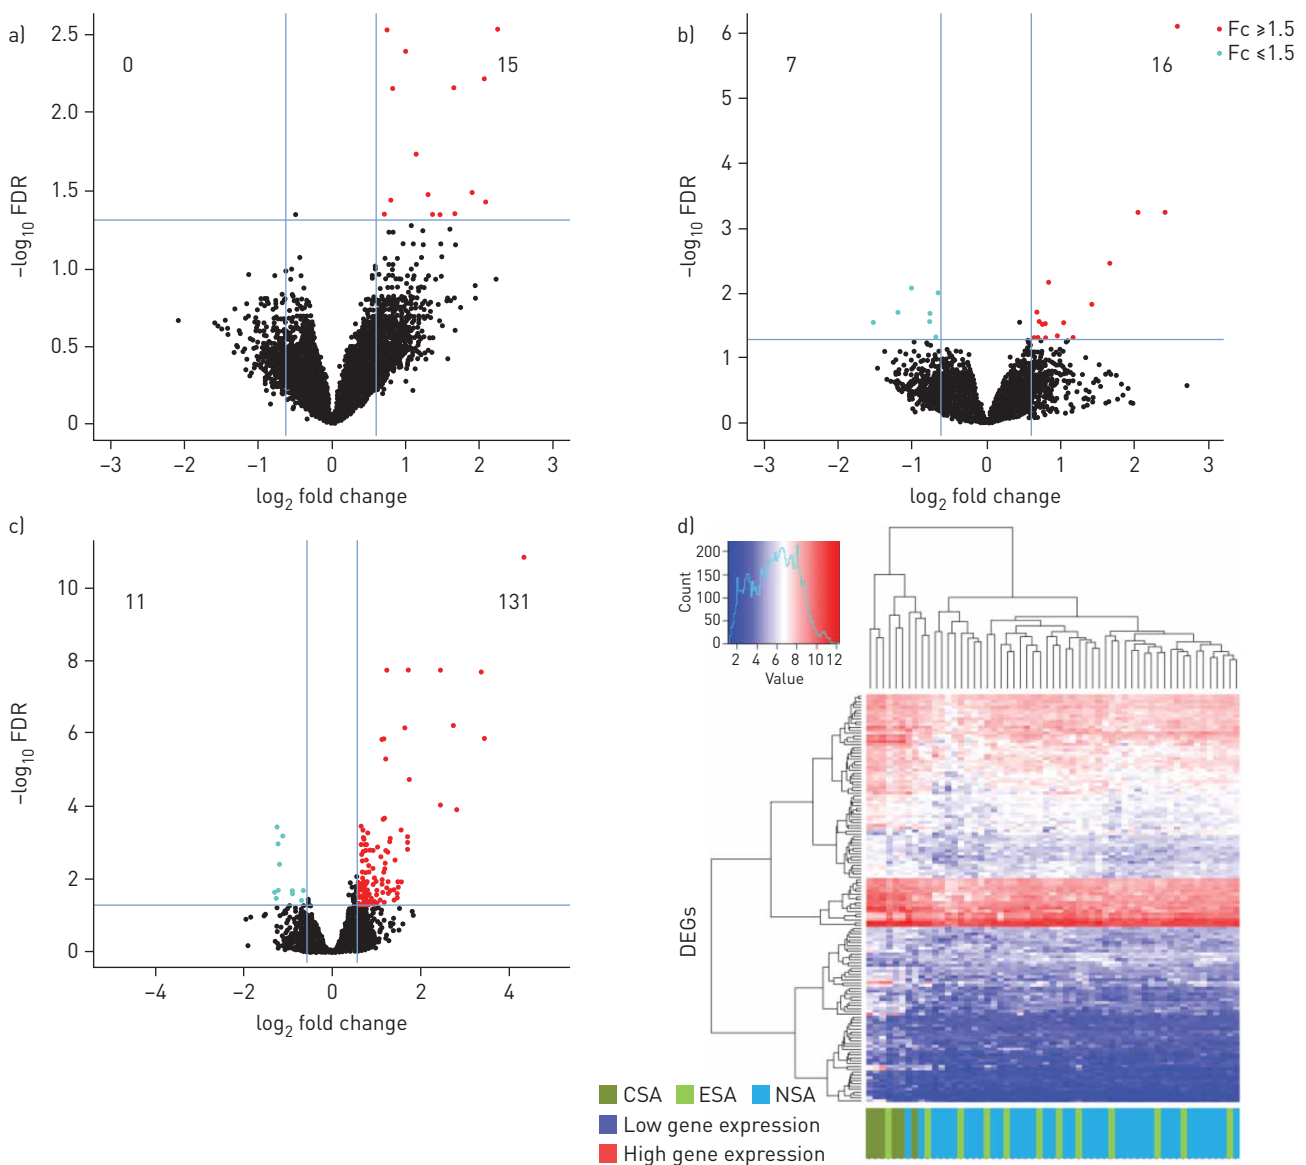 a)
0
15
2.5
2.0
1.5
1.0
0.5
0
–log10 FDR
–3 –2 –1 0 1 2 3
log2 fold change
b)
7
16
Fc ⩾1.5
Fc ⩽1.5
6
5
4
3
2
1
0
–log10 FDR
–3 –2 –1 0 1 2 3
log2 fold change
c)
11
131
10
8
6
4
2
0
–log10 FDR
–4 –2 0 2 4
log2 fold change
d)
200
150
100
50
0
Count
2 4 6 8 10 12
Value
DEGs
CSA ESA NSA
Low gene expression
High gene expression